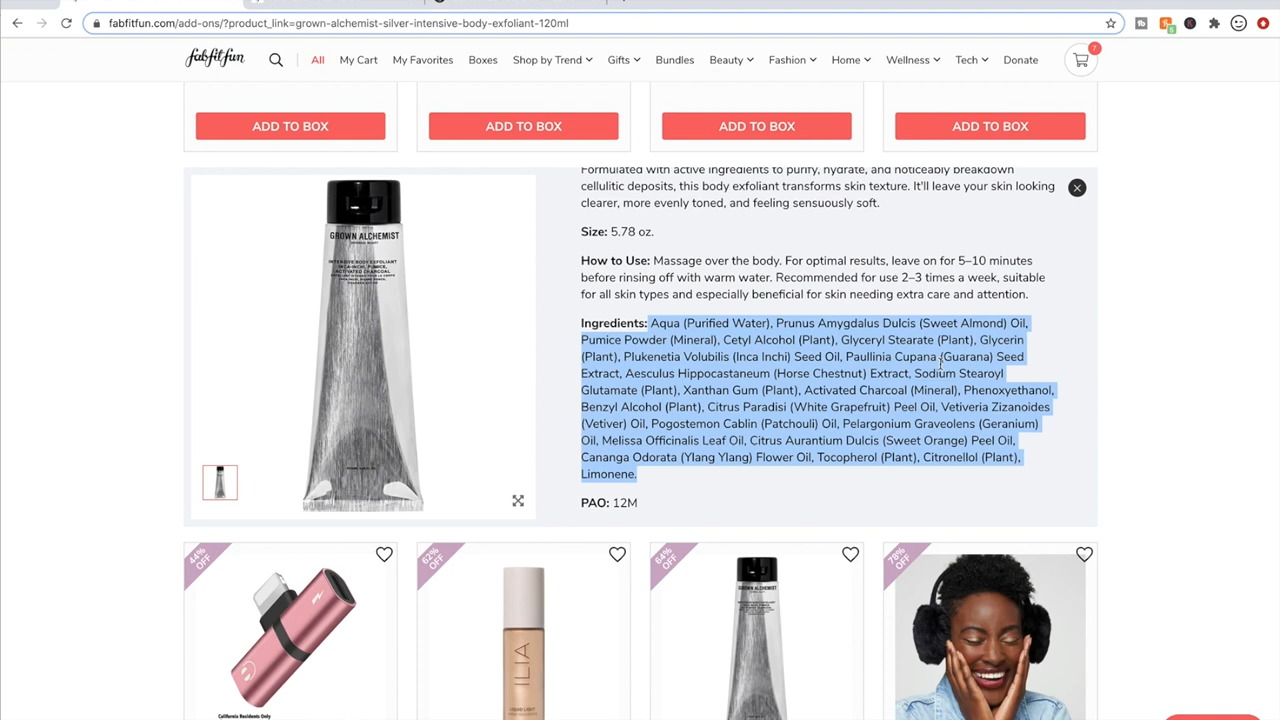 fabfitfun.com/add-ons/?product_link=grown-alchemist-silver-intensive-body-exfoliant-120ml
5
fabfitfun
All My Cart My Favorites Boxes Shop by Trend Gifts Bundles Beauty Fashion Home Wellness Tech Donate
7
ADD TO BOX ADD TO BOX ADD TO BOX ADD TO BOX
Formulated with active ingredients to purify, hydrate, and noticeably breakdown
cellulitic deposits, this body exfoliant transforms skin texture. It'll leave your skin looking
clearer, more evenly toned, and feeling sensuously soft.
Size: 5.78 oz.
How to Use: Massage over the body. For optimal results, leave on for 5–10 minutes
before rinsing off with warm water. Recommended for use 2–3 times a week, suitable
for all skin types and especially beneficial for skin needing extra care and attention.
Ingredients: Aqua (Purified Water), Prunus Amygdalus Dulcis (Sweet Almond) Oil,
Pumice Powder (Mineral), Cetyl Alcohol (Plant), Glyceryl Stearate (Plant), Glycerin
(Plant), Plukenetia Volubilis (Inca Inchi) Seed Oil, Paullinia Cupana (Guarana) Seed
Extract, Aesculus Hippocastaneum (Horse Chestnut) Extract, Sodium Stearoyl
Glutamate (Plant), Xanthan Gum (Plant), Activated Charcoal (Mineral), Phenoxyethanol,
Benzyl Alcohol (Plant), Citrus Paradisi (White Grapefruit) Peel Oil, Vetiveria Zizanoides
(Vetiver) Oil, Pogostemon Cablin (Patchouli) Oil, Pelargonium Graveolens (Geranium)
Oil, Melissa Officinalis Leaf Oil, Citrus Aurantium Dulcis (Sweet Orange) Peel Oil,
Cananga Odorata (Ylang Ylang) Flower Oil, Tocopherol (Plant), Citronellol (Plant),
Limonene.
PAO: 12M
GROWN ALCHEMIST
INTENSIVE BODY EXFOLIANT
INCA-INCHI, PUMICE,
ACTIVATED CHARCOAL
44% OFF
62% OFF
64% OFF
78% OFF
GROWN ALCHEMIST
ILIA
LIQUID LIGHT
California Residents Only